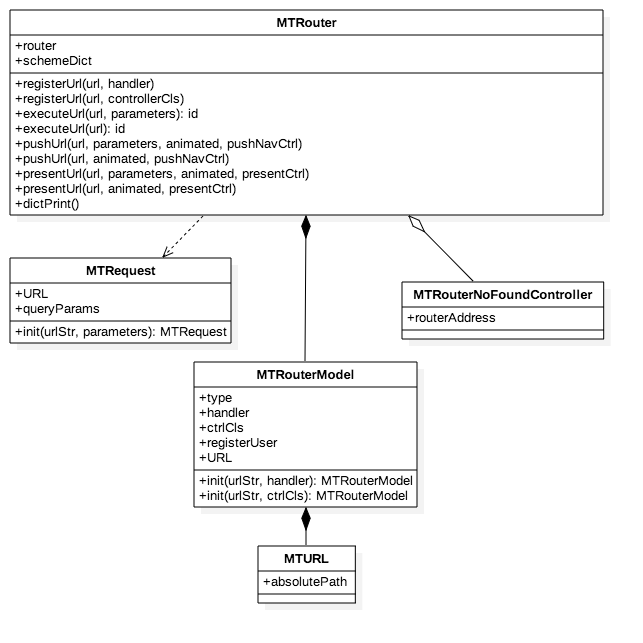 MTRouter
+router
+schemeDict
+registerUrl(url, handler)
+registerUrl(url, controllerCls)
+executeUrl(url, parameters): id
+executeUrl(url): id
+pushUrl(url, parameters, animated, pushNavCtrl)
+pushUrl(url, animated, pushNavCtrl)
+presentUrl(url, parameters, animated, presentCtrl)
+presentUrl(url, animated, presentCtrl)
+dictPrint()
MTRequest
+URL
+queryParams
+init(urlStr, parameters): MTRequest
MTRouterNoFoundController
+routerAddress
MTRouterModel
+type
+handler
+ctrlCls
+registerUser
+URL
+init(urlStr, handler): MTRouterModel
+init(urlStr, ctrlCls): MTRouterModel
MTURL
+absolutePath